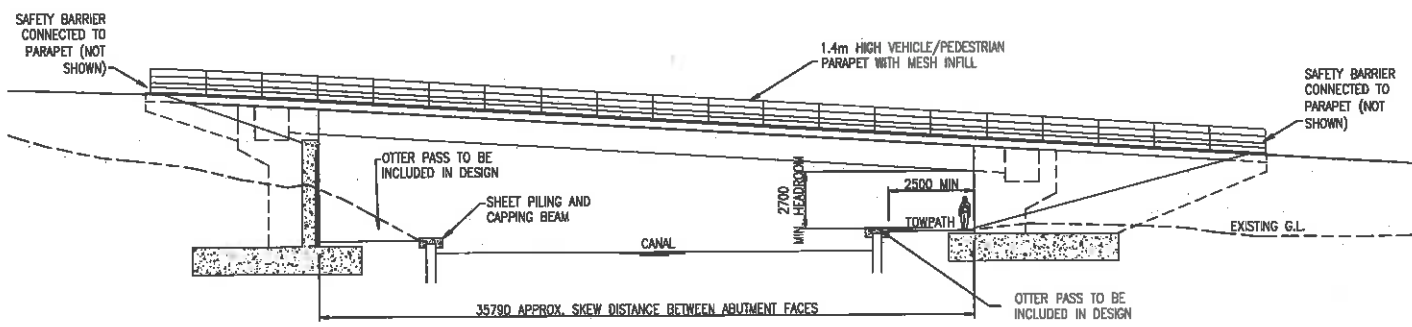 SAFETY BARRIER
CONNECTED TO
PARAPET (NOT
SHOWN)
1.4m HIGH VEHICLE/PEDESTRIAN
PARAPET WITH MESH INFILL
SAFETY BARRIER
CONNECTED TO
PARAPET (NOT
SHOWN)
OTTER PASS TO BE
INCLUDED IN DESIGN
SHEET PILING AND
CAPPING BEAM
2700
MIN HEADROOM
2500 MIN
TOWPATH
CANAL
EXISTING G.L.
35790 APPROX. SKEW DISTANCE BETWEEN ABUTMENT FACES
OTTER PASS TO BE
INCLUDED IN DESIGN